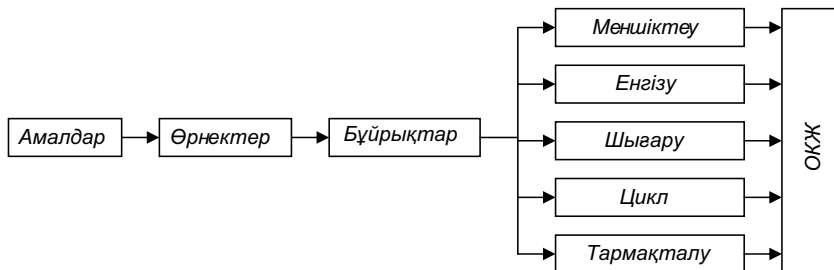 Меншіктеу
Енгізу
Амалдар
Өрнектер
Бұйрықтар
Шығару
Цикл
Тармақталу
ОКЖ